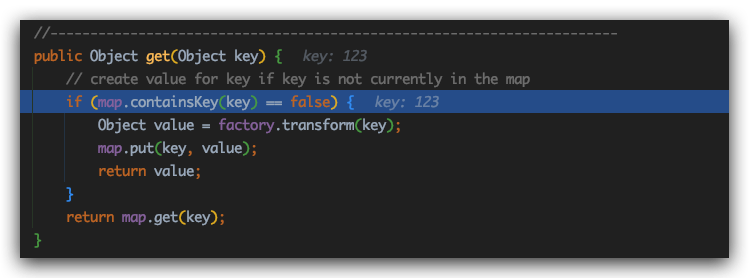 //-----------------------------------------------------------------------
public Object get(Object key) {   key: 123
    // create value for key if key is not currently in the map
    if (map.containsKey(key) == false) {   key: 123
        Object value = factory.transform(key);
        map.put(key, value);
        return value;
    }
    return map.get(key);
}